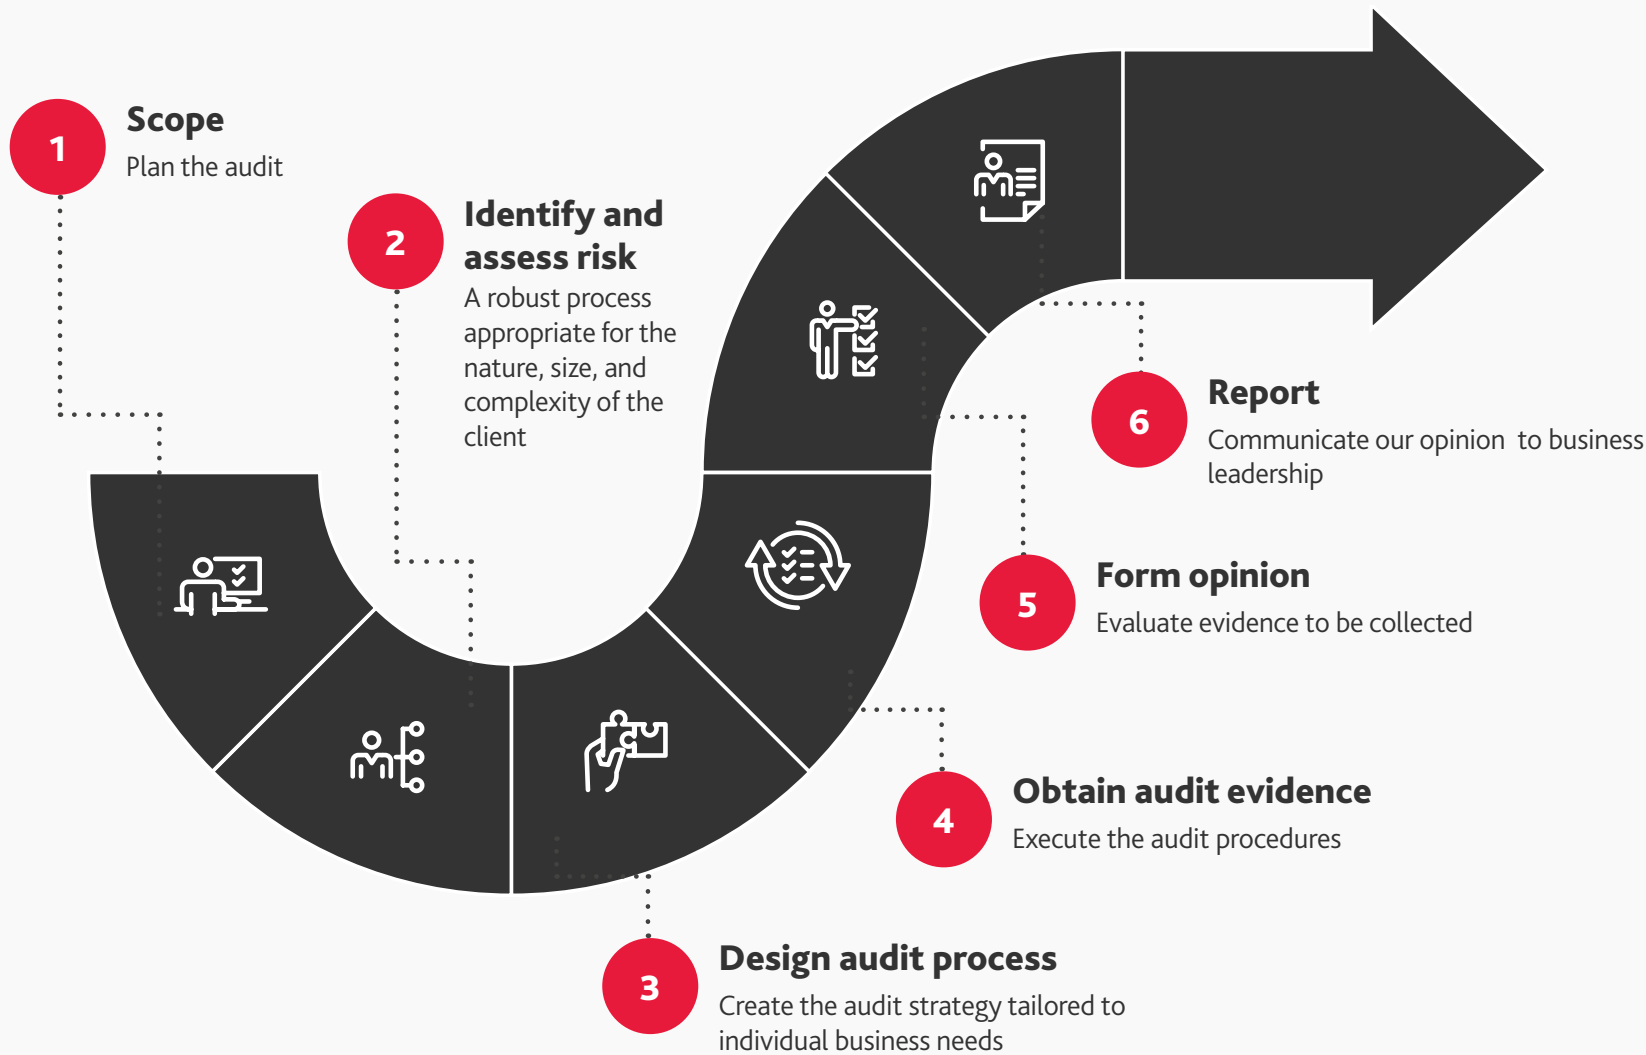 1
Scope
Plan the audit
2
Identify and
assess risk
A robust process
appropriate for the
nature, size, and
complexity of the
client
3
Design audit process
Create the audit strategy tailored to
individual business needs
4
Obtain audit evidence
Execute the audit procedures
5
Form opinion
Evaluate evidence to be collected
6
Report
Communicate our opinion  to business
leadership